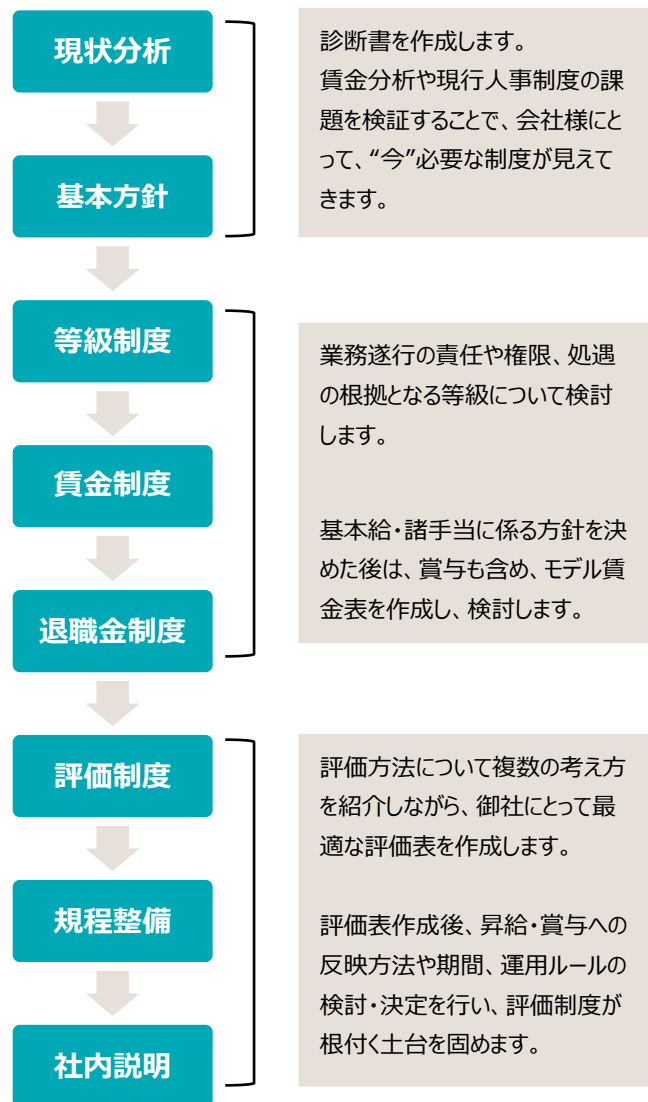 現状分析
基本方針
診断書を作成します。
賃金分析や現行人事制度の課
題を検証することで、会社様にと
って、“今”必要な制度が見えて
きます。
等級制度
賃金制度
退職金制度
業務遂行の責任や権限、処遇
の根拠となる等級について検討
します。
基本給・諸手当に係る方針を決
めた後は、賞与も含め、モデル賃
金表を作成し、検討します。
評価制度
規程整備
社内説明
評価方法について複数の考え方
を紹介しながら、御社にとって最
適な評価表を作成します。
評価表作成後、昇給・賞与への
反映方法や期間、運用ルールの
検討・決定を行い、評価制度が
根付く土台を固めます。